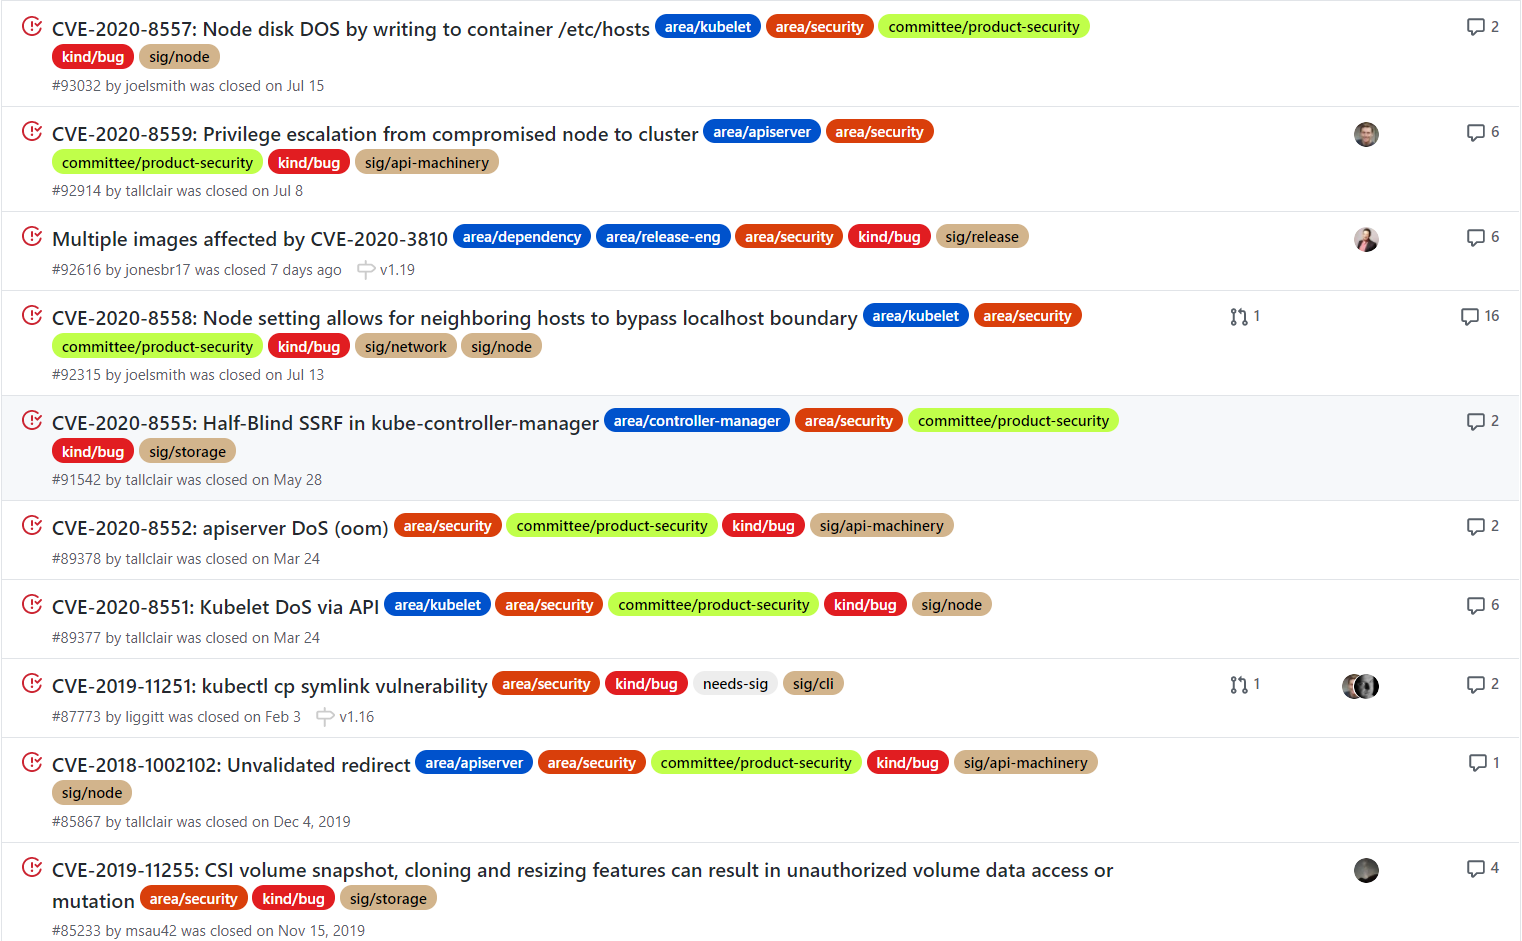 CVE-2020-8557: Node disk DOS by writing to container /etc/hosts area/kubelet area/security committee/product-security 2
kind/bug sig/node
#93032 by joelsmith was closed on Jul 15
CVE-2020-8559: Privilege escalation from compromised node to cluster area/apiserver area/security 6
committee/product-security kind/bug sig/api-machinery
#92914 by tallclair was closed on Jul 8
Multiple images affected by CVE-2020-3810 area/dependency area/release-eng area/security kind/bug sig/release 6
#92616 by jonesbr17 was closed 7 days ago v1.19
CVE-2020-8558: Node setting allows for neighboring hosts to bypass localhost boundary area/kubelet area/security 1 16
committee/product-security kind/bug sig/network sig/node
#92315 by joelsmith was closed on Jul 13
CVE-2020-8555: Half-Blind SSRF in kube-controller-manager area/controller-manager area/security committee/product-security 2
kind/bug sig/storage
#91542 by tallclair was closed on May 28
CVE-2020-8552: apiserver DoS (oom) area/security committee/product-security kind/bug sig/api-machinery 2
#89378 by tallclair was closed on Mar 24
CVE-2020-8551: Kubelet DoS via API area/kubelet area/security committee/product-security kind/bug sig/node 6
#89377 by tallclair was closed on Mar 24
CVE-2019-11251: kubectl cp symlink vulnerability area/security kind/bug needs-sig sig/cli 1 2
#87773 by liggitt was closed on Feb 3 v1.16
CVE-2018-1002102: Unvalidated redirect area/apiserver area/security committee/product-security kind/bug sig/api-machinery 1
sig/node
#85867 by tallclair was closed on Dec 4, 2019
CVE-2019-11255: CSI volume snapshot, cloning and resizing features can result in unauthorized volume data access or 4
mutation area/security kind/bug sig/storage
#85233 by msau42 was closed on Nov 15, 2019